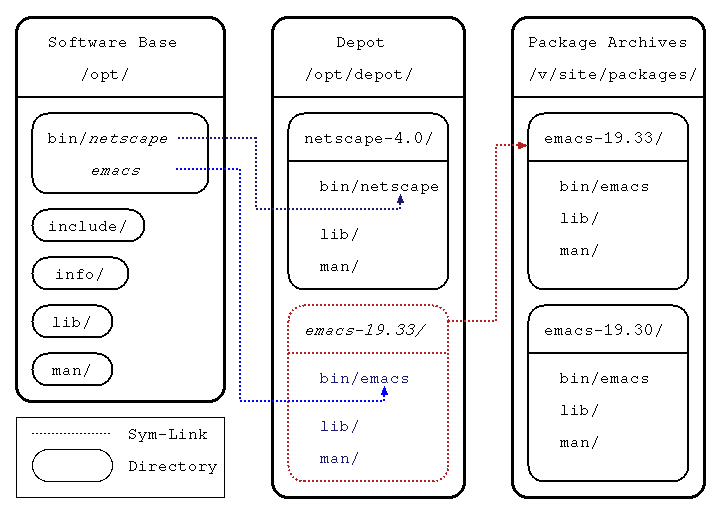 Software Base
/opt/
bin/netscape
emacs
include/
info/
lib/
man/
Sym-Link
Directory
Depot
/opt/depot/
netscape-4.0/
bin/netscape
lib/
man/
emacs-19.33/
bin/emacs
lib/
man/
Package Archives
/v/site/packages/
emacs-19.33/
bin/emacs
lib/
man/
emacs-19.30/
bin/emacs
lib/
man/